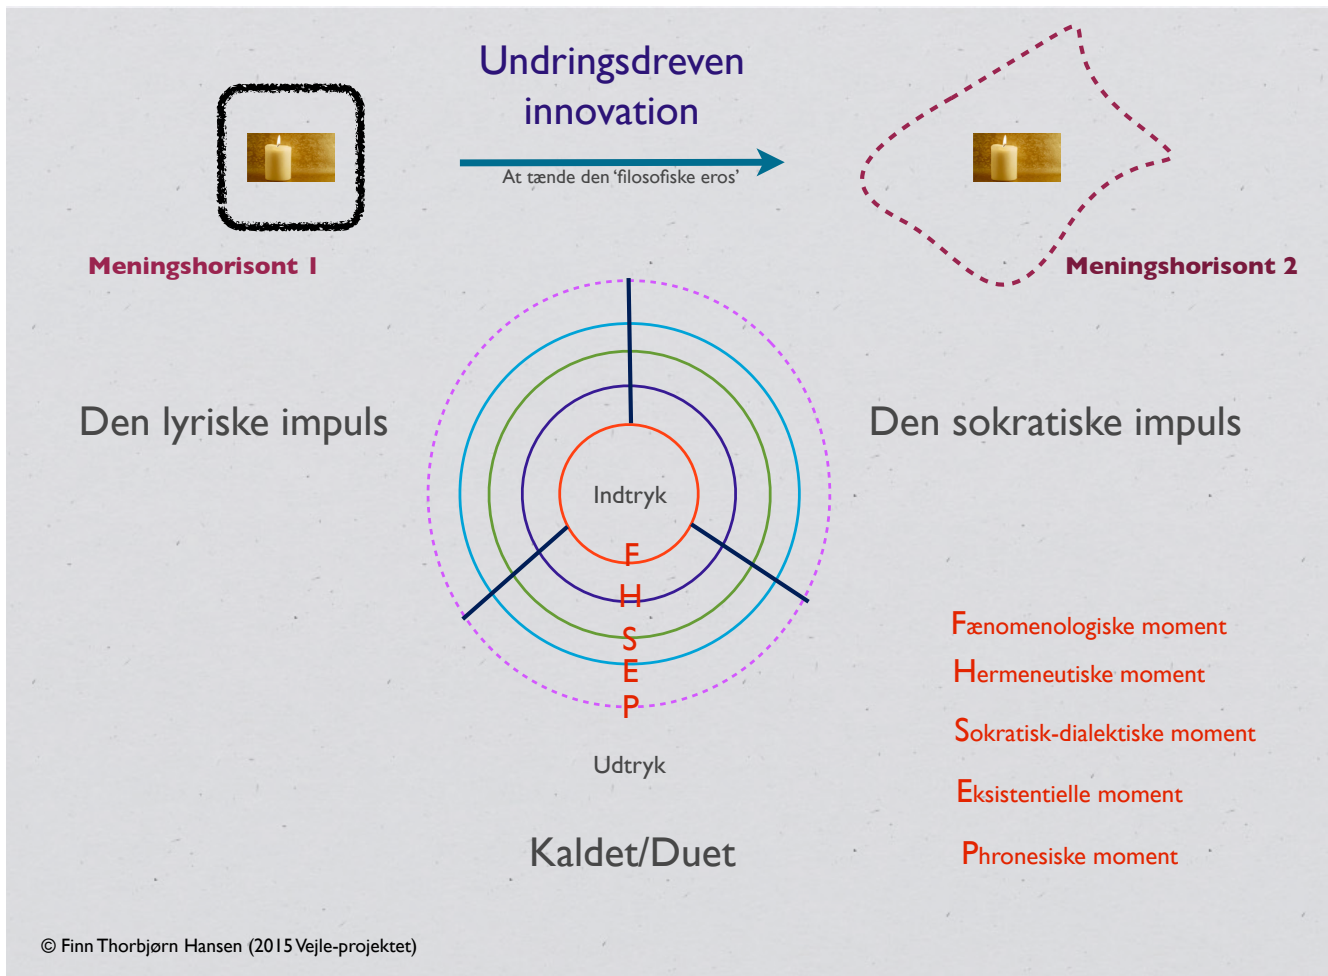 Undringsdreven
innovation
At tænde den ‘filosofiske eros’
Meningshorisont 1
Meningshorisont 2
Den lyriske impuls
Den sokratiske impuls
Indtryk
F
H
S
E
P
Udtryk
Kaldet/Duet
Fænomenologiske moment
Hermeneutiske moment
Sokratisk-dialektiske moment
Eksistentielle moment
Phronesiske moment
© Finn Thorbjørn Hansen (2015 Vejle-projektet)